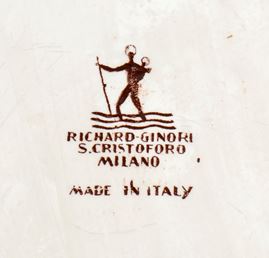 RICHARD-GINORI
S.CRISTOFORO
MILANO
MADE IN ITALY